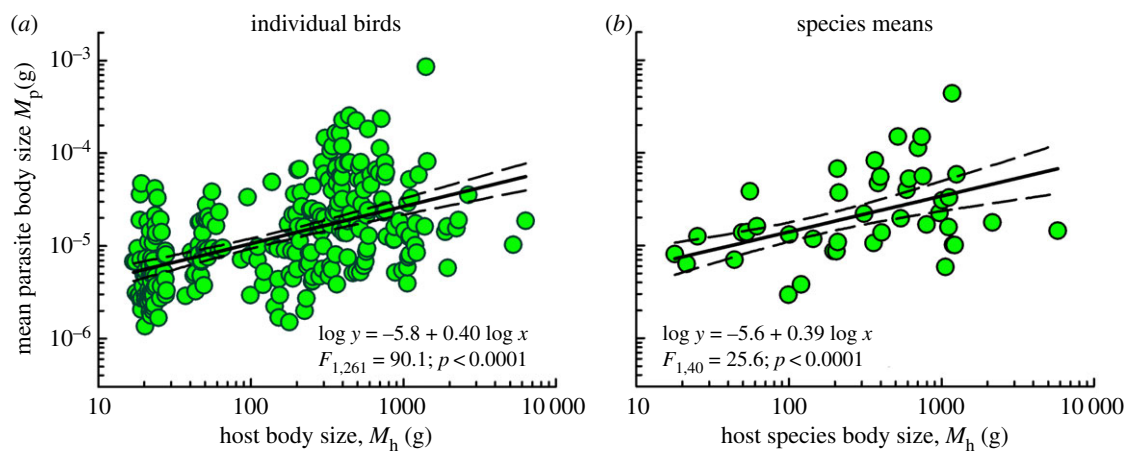 (a) individual birds
(b) species means
mean parasite body size Mp(g)
10–3
10–4
10–5
10–6
log y = –5.8 + 0.40 log x
F1,261 = 90.1; p < 0.0001
10 100 1000 10 000
host body size, Mh (g)
log y = –5.6 + 0.39 log x
F1,40 = 25.6; p < 0.0001
10 100 1000 10 000
host species body size, Mh (g)